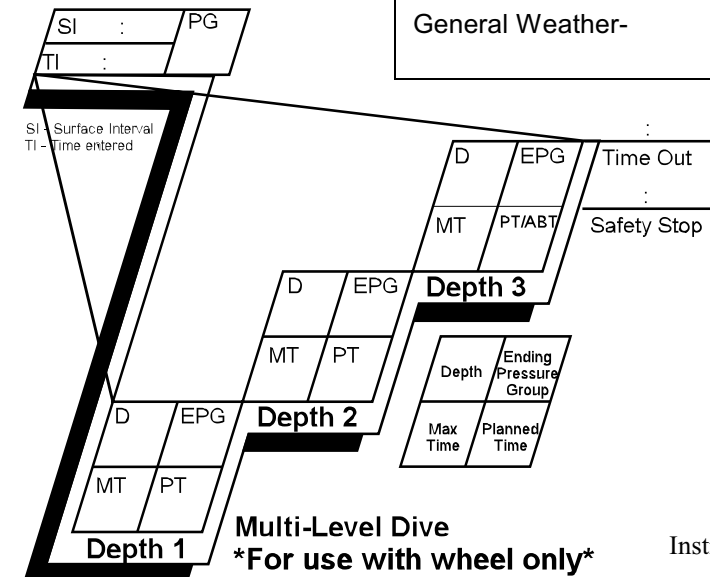 SI :
PG
TI :
General Weather-
SI - Surface Interval
TI - Time entered
:
Time Out
:
Safety Stop
D
EPG
MT
PT/ABT
Depth 3
D
EPG
MT
PT
Depth 2
Depth
Ending
Pressure
Group
Max
Time
Planned
Time
D
EPG
MT
PT
Depth 1
Multi-Level Dive
*For use with wheel only*
Inst